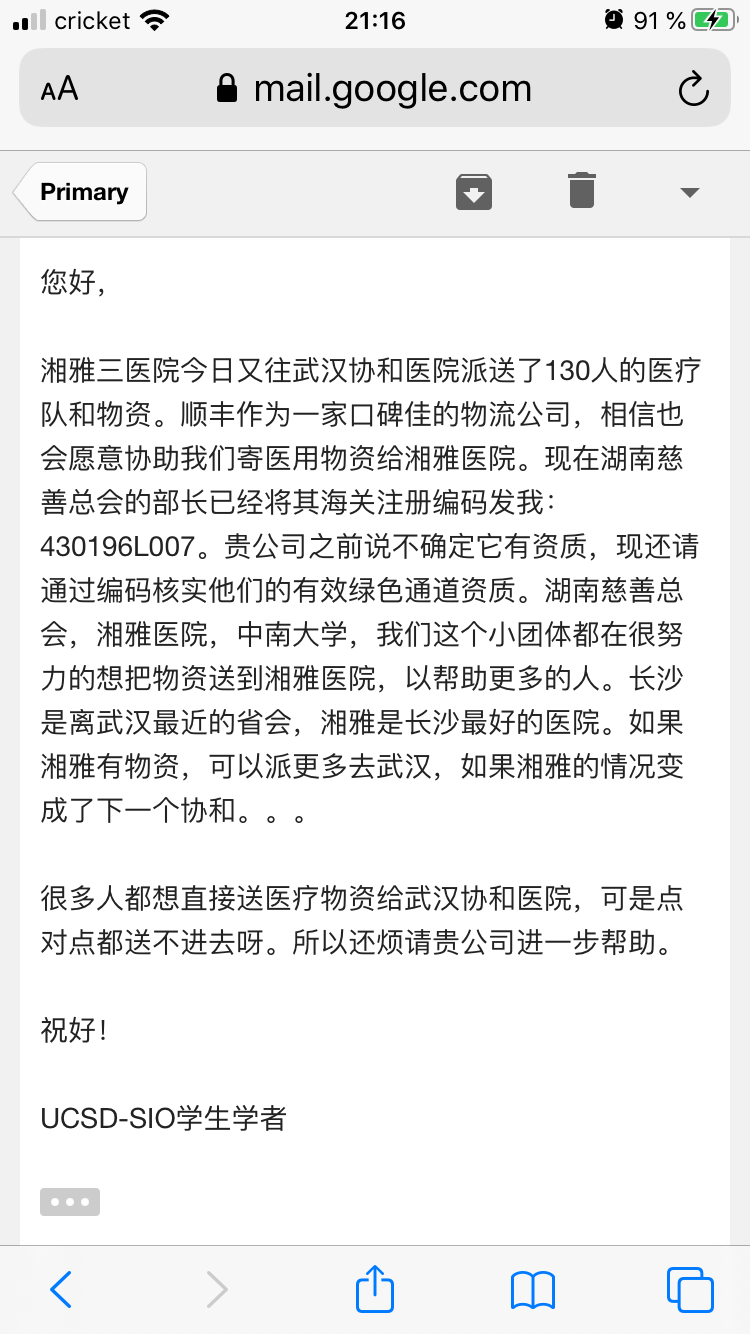 cricket 21:16 91 %
AA mail.google.com
Primary
您好，
湘雅三医院今日又往武汉协和医院派送了130人的医疗
队和物资。顺丰作为一家口碑佳的物流公司，相信也
会愿意协助我们寄医用物资给湘雅医院。现在湖南慈
善总会的部长已经将其海关注册编码发我：
430196L007。贵公司之前说不确定它有资质，现还请
通过编码核实他们的有效绿色通道资质。湖南慈善总
会，湘雅医院，中南大学，我们这个小团体都在很努
力的想把物资送到湘雅医院，以帮助更多的人。长沙
是离武汉最近的省会，湘雅是长沙最好的医院。如果
湘雅有物资，可以派更多去武汉，如果湘雅的情况变
成了下一个协和。。。
很多人都想直接送医疗物资给武汉协和医院，可是点
对点都送不进去呀。所以还烦请贵公司进一步帮助。
祝好！
UCSD-SIO学生学者